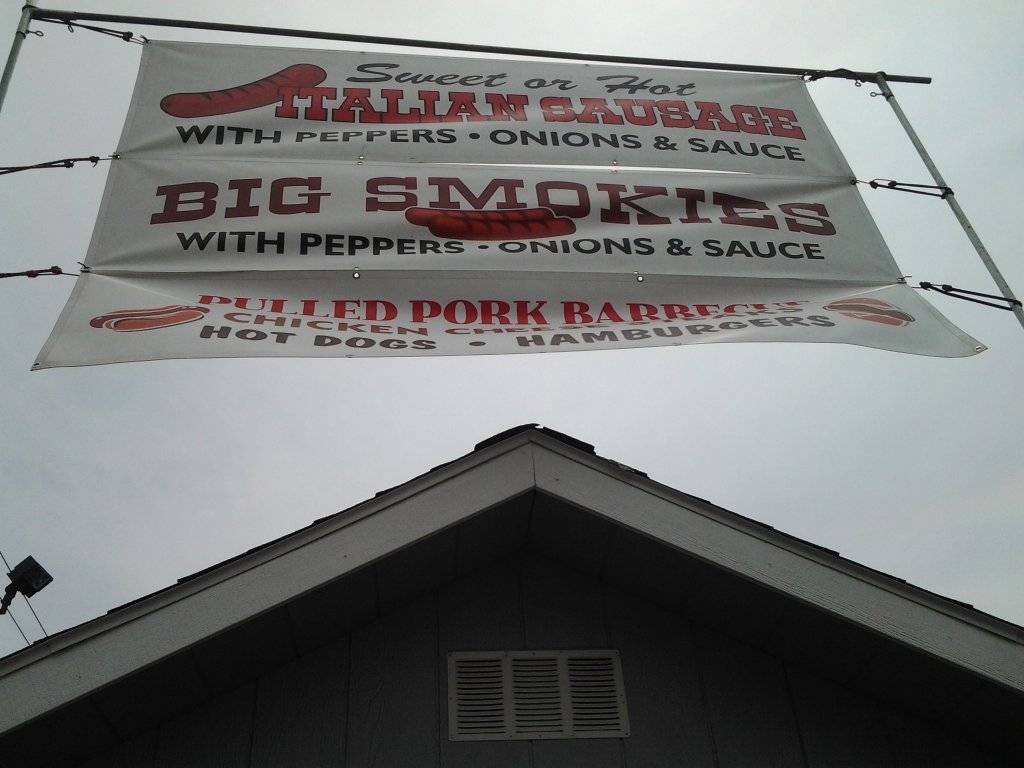 Sweet or Hot
ITALIAN SAUSAGE
WITH PEPPERS • ONIONS & SAUCE
BIG SMOKIES
WITH PEPPERS • ONIONS & SAUCE
PULLED PORK BARBECUE
CHICKEN CHEESE
HOT DOGS • HAMBURGERS